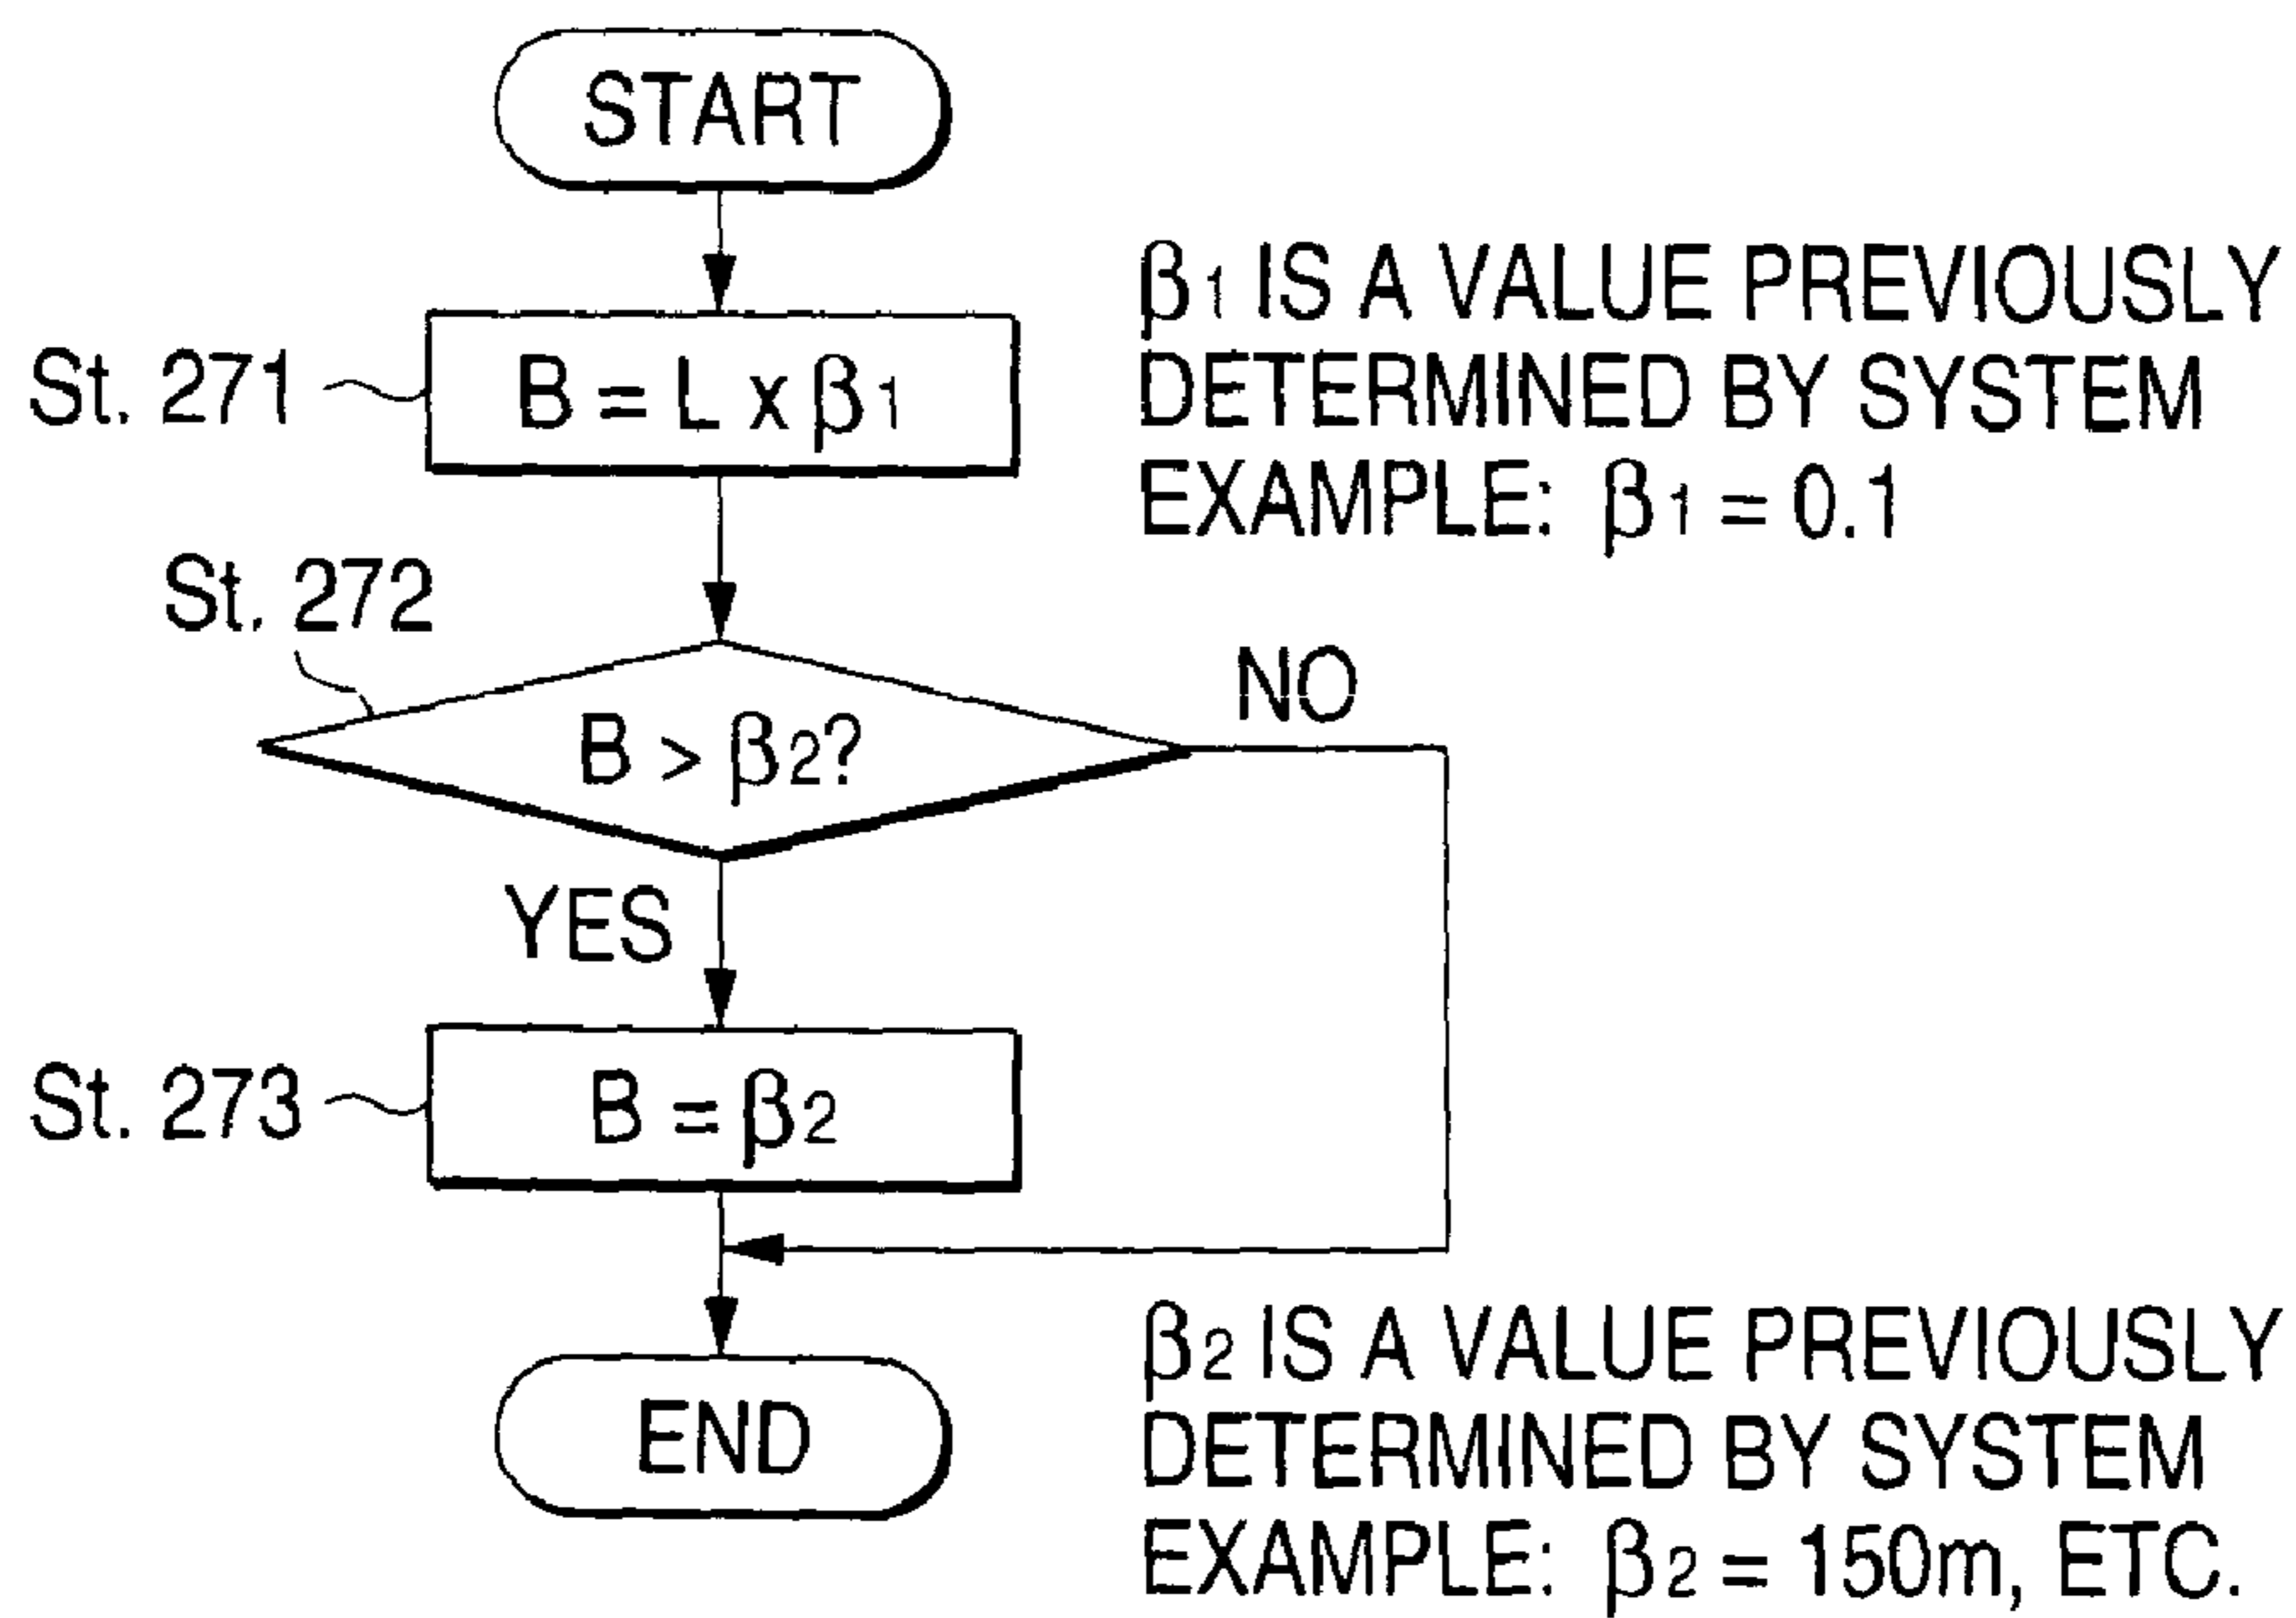 START
St. 271
B = L x β1
β1 IS A VALUE PREVIOUSLY
DETERMINED BY SYSTEM
EXAMPLE: β1 = 0.1
St. 272
B > β2?
NO
YES
St. 273
B = β2
END
β2 IS A VALUE PREVIOUSLY
DETERMINED BY SYSTEM
EXAMPLE: β2 = 150m, ETC.